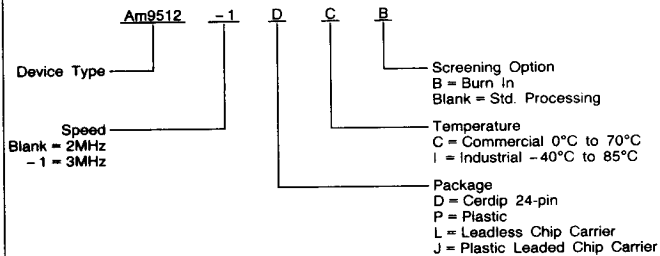 Am9512 –1 D C B
Device Type
Speed
Blank = 2MHz
–1 = 3MHz
Screening Option
B = Burn In
Blank = Std. Processing
Temperature
C = Commercial 0°C to 70°C
I = Industrial –40°C to 85°C
Package
D = Cerdip 24-pin
P = Plastic
L = Leadless Chip Carrier
J = Plastic Leaded Chip Carrier